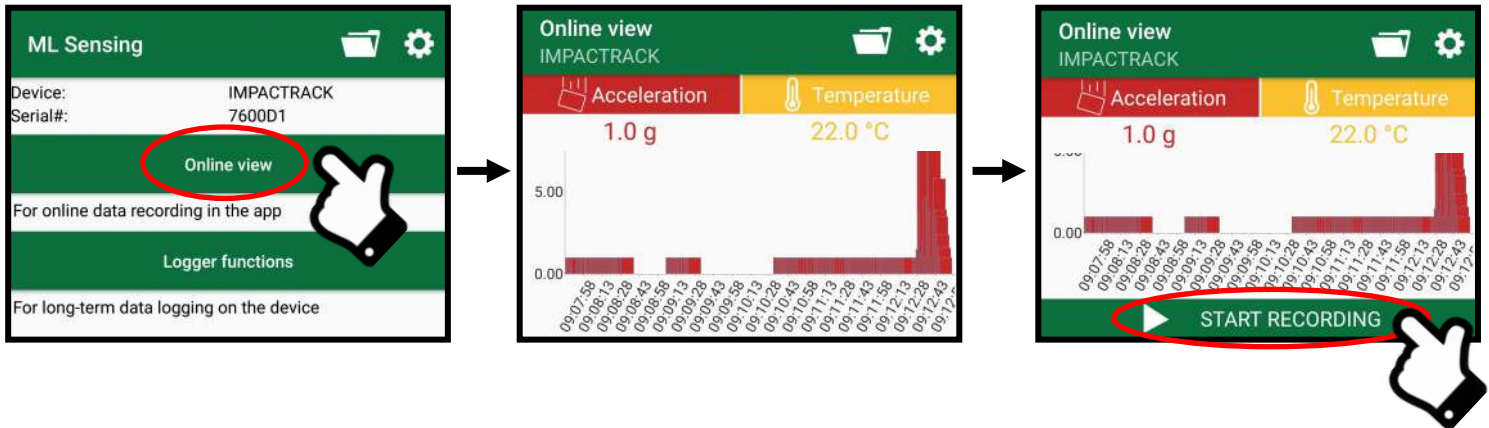 ML Sensing
Device: IMPACTRACK
Serial#: 7600D1
Online view
For online data recording in the app
Logger functions
For long-term data logging on the device
Online view
IMPACTRACK
Acceleration Temperature
1.0 g 22.0 °C
5.00
0.00
09:07:58 09:08:13 09:08:28 09:08:43 09:08:58 09:09:13 09:09:28 09:09:43 09:09:58 09:10:13 09:10:28 09:10:43 09:10:58 09:11:13 09:11:28 09:11:43 09:11:58 09:12:13 09:12:28 09:12:43
Online view
IMPACTRACK
Acceleration Temperature
1.0 g 22.0 °C
0.00
09:07:58 09:08:13 09:08:28 09:08:43 09:08:58 09:09:13 09:09:28 09:09:43 09:09:58 09:10:13 09:10:28 09:10:43 09:10:58 09:11:13 09:11:28 09:11:43 09:11:58 09:12:13 09:12:28 09:12:43
START RECORDING